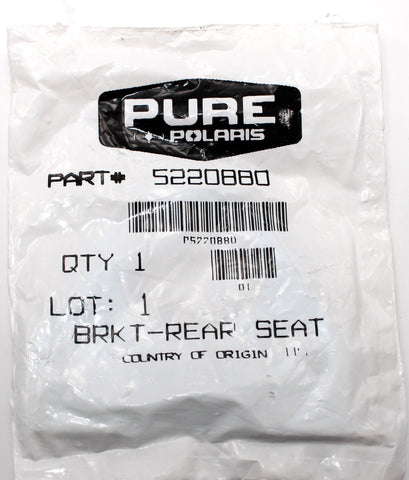 PURE
POLARIS
PART# 5220880
P5220880
QTY 1
01
LOT: 1
BRKT-REAR SEAT
COUNTRY OF ORIGIN